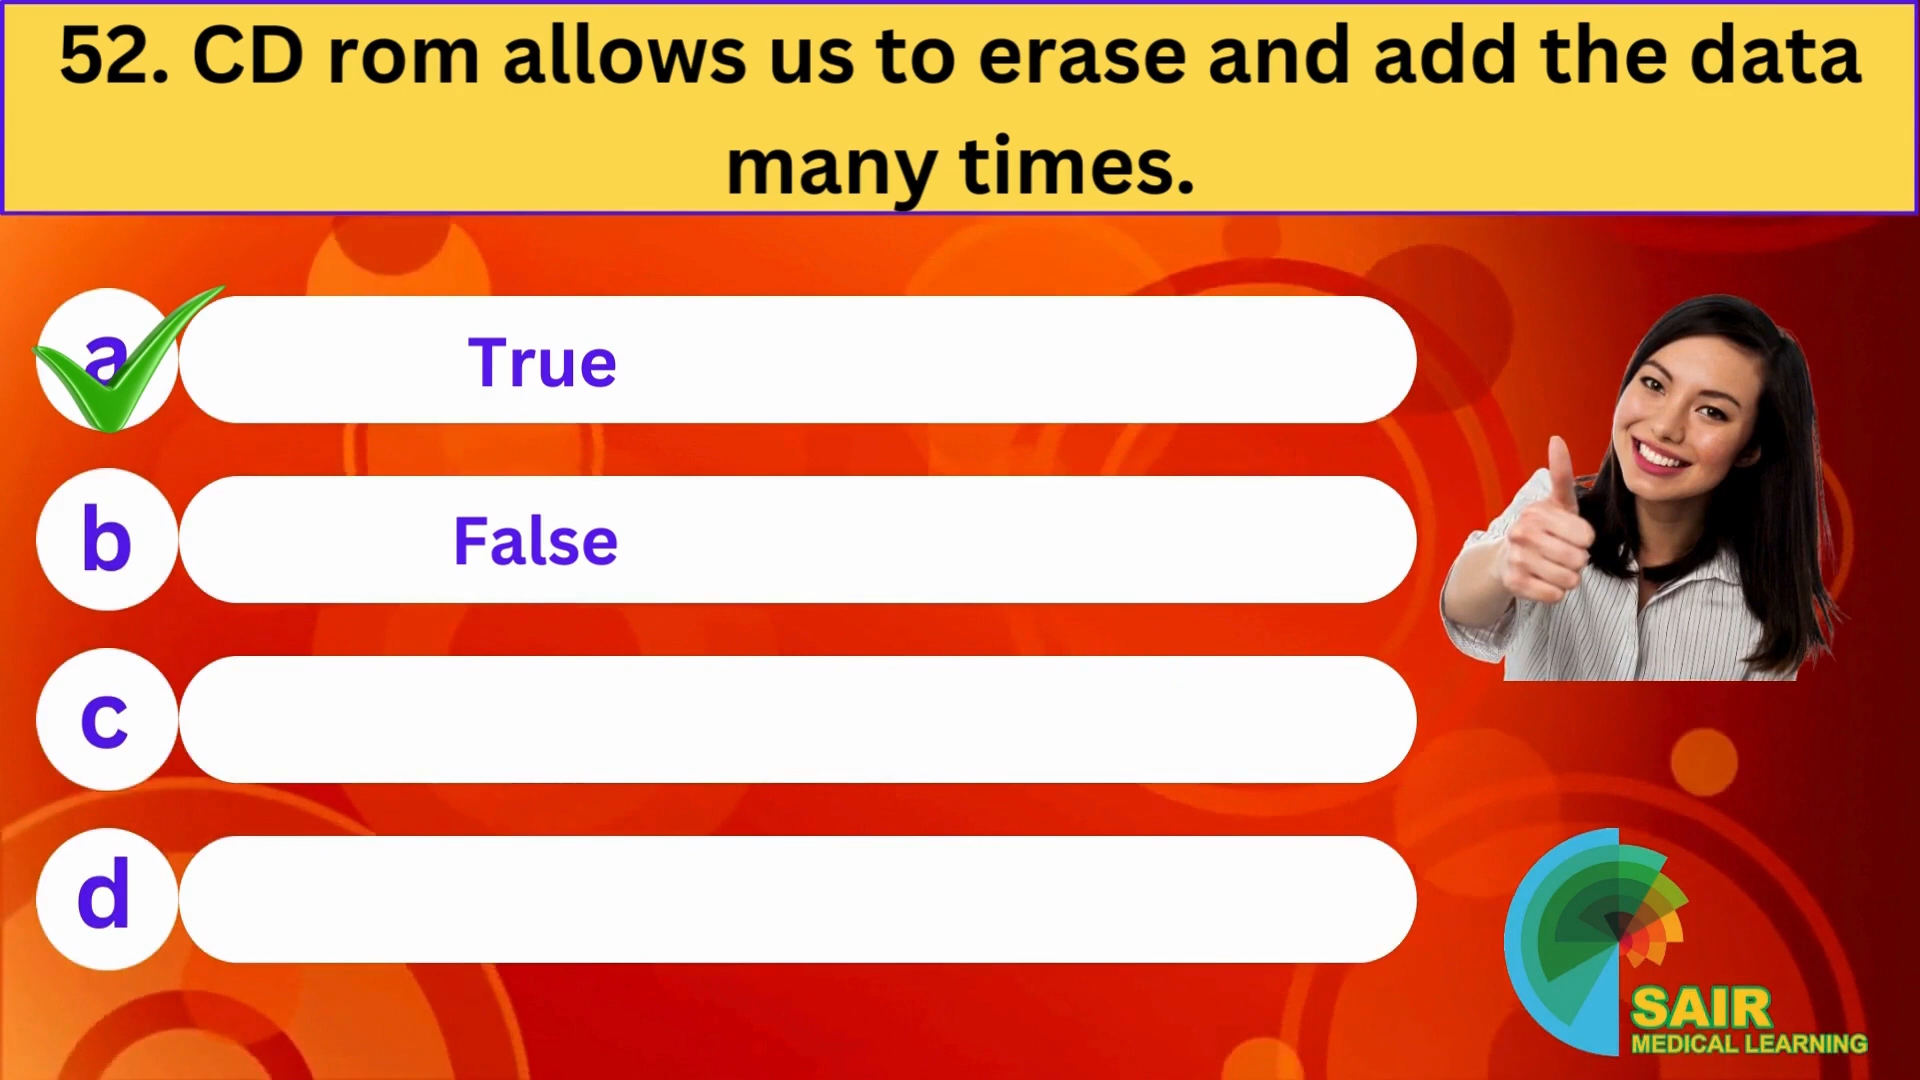 52. CD rom allows us to erase and add the data
many times.
a True
b False
c
d
SAIR
MEDICAL LEARNING